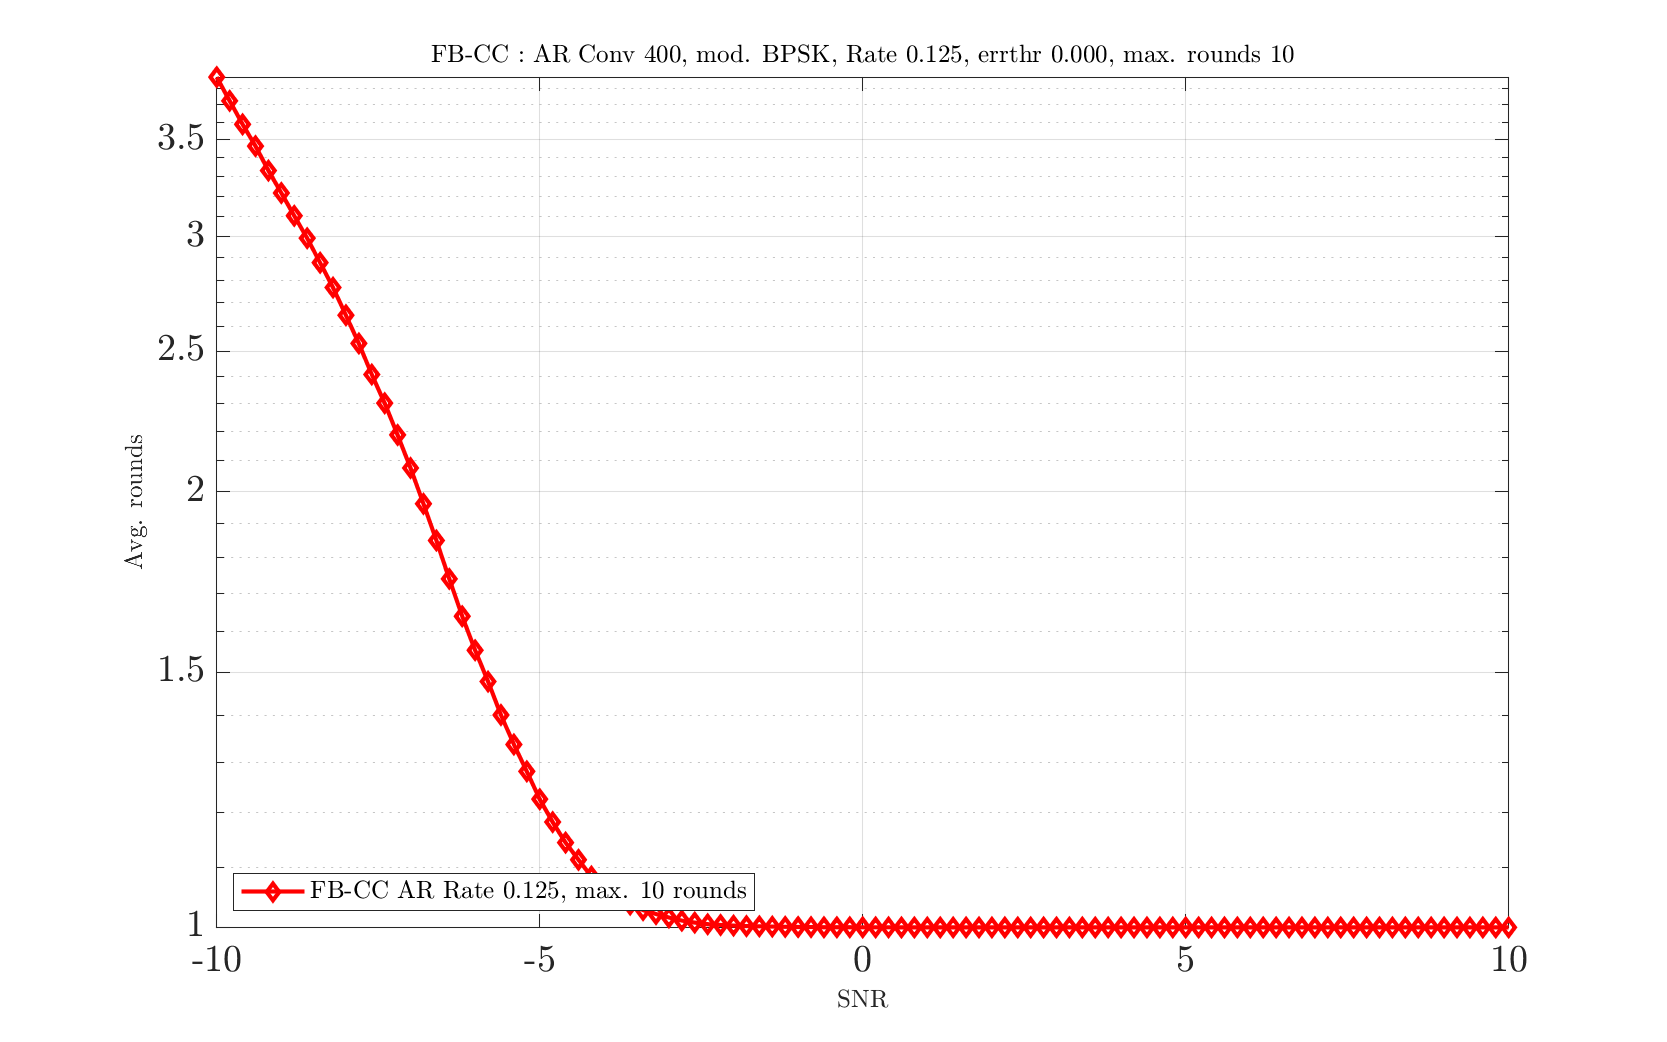 FB-CC : AR Conv 400, mod. BPSK, Rate 0.125, errthr 0.000, max. rounds 10
3.5
3
2.5
2
1.5
1
Avg. rounds
FB-CC AR Rate 0.125, max. 10 rounds
-10
-5
0
5
10
SNR